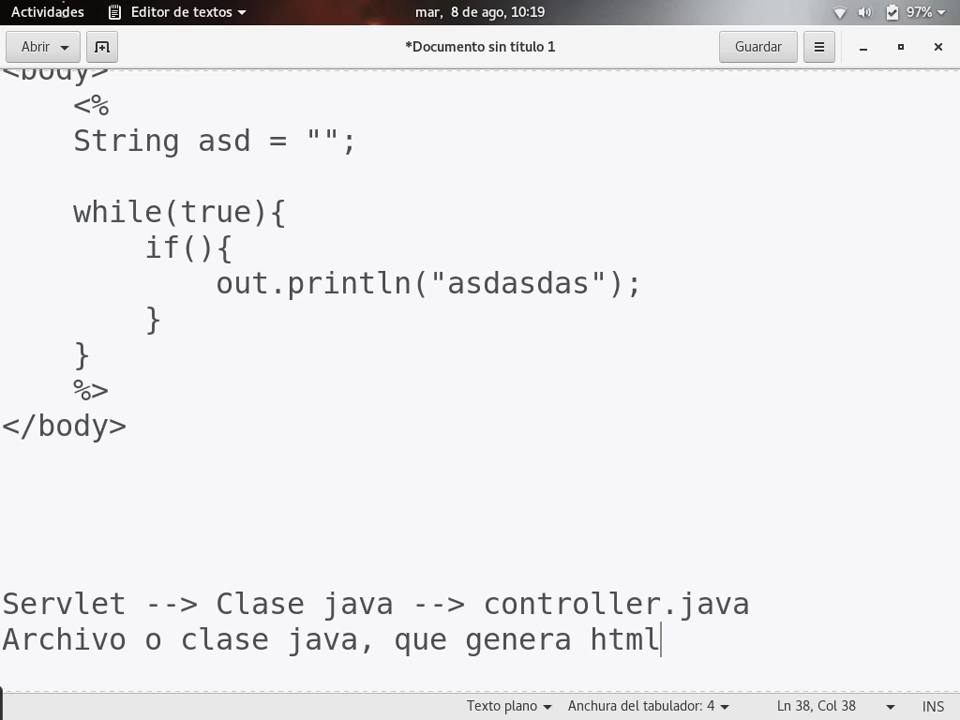 Actividades Editor de textos mar, 8 de ago, 10:19 97%
Abrir *Documento sin título 1 Guardar
<body>
<%
String asd = "";
while(true){
if(){
out.println("asdasdas");
}
}
%>
</body>
Servlet --> Clase java --> controller.java
Archivo o clase java, que genera html
Texto plano Anchura del tabulador: 4 Ln 38, Col 38 INS